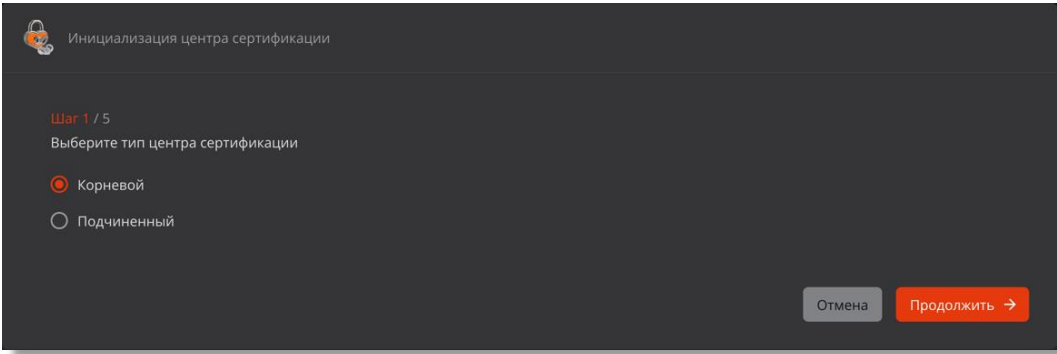 Инициализация центра сертификации
Шаг 1 / 5
Выберите тип центра сертификации
Корневой
Подчиненный
Отмена
Продолжить →